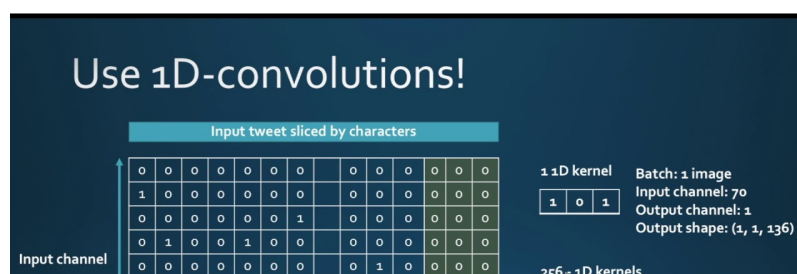 Use 1D-convolutions!
Input tweet sliced by characters
0 0 0 0 0 0 0 0 0 0 0 0 0
1 0 0 0 0 0 0 0 0 0 0 0 0
0 0 0 0 0 0 1 0 0 0 0 0 0
0 1 0 0 1 0 0 0 0 0 0 0 0
0 0 0 0 0 0 0 0 1 0 0 0 0
Input channel
1 1D kernel
1 0 1
Batch: 1 image
Input channel: 70
Output channel: 1
Output shape: (1, 1, 136)
256 1D kernels